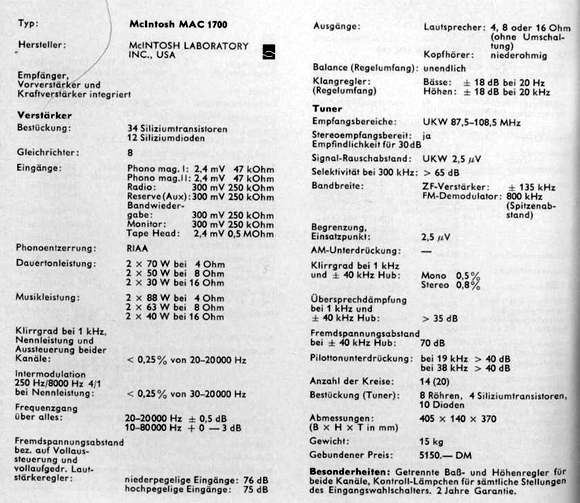 Typ: McIntosh MAC 1700
Hersteller: McINTOSH LABORATORY
INC., USA
Empfänger,
Vorverstärker und
Kraftverstärker integriert
Verstärker
Bestückung: 34 Siliziumtransistoren
12 Siliziumdioden
Gleichrichter: 8
Eingänge: Phono mag. I: 2,4 mV 47 kOhm
Phono mag. II: 2,4 mV 47 kOhm
Radio: 300 mV 250 kOhm
Reserve (Aux): 300 mV 250 kOhm
Bandwieder-
gabe: 300 mV 250 kOhm
Monitor: 300 mV 250 kOhm
Tape Head: 2,4 mV 0,5 MOhm
Phonoentzerrung: RIAA
Dauertonleistung: 2 × 70 W bei 4 Ohm
2 × 50 W bei 8 Ohm
2 × 30 W bei 16 Ohm
Musikleistung: 2 × 88 W bei 4 Ohm
2 × 63 W bei 8 Ohm
2 × 40 W bei 16 Ohm
Klirrgrad bei 1 kHz,
Nennleistung und
Aussteuerung beider
Kanäle: < 0,25% von 20–20000 Hz
Intermodulation
250 Hz/8000 Hz 4/1
bei Nennleistung: < 0,25% von 30–20000 Hz
Frequenzgang
über alles: 20–20000 Hz ± 0,5 dB
10–80000 Hz + 0 — 3 dB
Fremdspannungsabstand
bez. auf Vollaus-
steuerung und
vollaufgedr. Laut-
stärkeregler: niederpegelige Eingänge: 76 dB
hochpegelige Eingänge: 75 dB
Ausgänge: Lautsprecher: 4, 8 oder 16 Ohm
(ohne Umschal-
tung)
Kopfhörer: niederohmig
Balance (Regelumfang): unendlich
Klangregler: Bässe: ± 18 dB bei 20 Hz
(Regelumfang) Höhen: ± 18 dB bei 20 kHz
Tuner
Empfangsbereiche: UKW 87,5–108,5 MHz
Stereoempfangsbereit: ja
Empfindlichkeit für 30 dB
Signal-Rauschabstand: UKW 2,5 µV
Selektivität bei 300 kHz: > 65 dB
Bandbreite: ZF-Verstärker: ± 135 kHz
FM-Demodulator: 800 kHz
(Spitzenab-
stand)
Begrenzung,
Einsatzpunkt: 2,5 µV
AM-Unterdrückung: —
Klirrgrad bei 1 kHz
und ± 40 kHz Hub: Mono 0,5%
Stereo 0,8%
Übersprechdämpfung
bei 1 kHz und
± 40 kHz Hub: > 35 dB
Fremdspannungsabstand
bei ± 40 kHz Hub: 70 dB
Pilottonunterdrückung: bei 19 kHz > 40 dB
bei 38 kHz > 40 dB
Anzahl der Kreise: 14 (20)
Bestückung (Tuner): 8 Röhren, 4 Siliziumtransistoren,
10 Dioden
Abmessungen: 405 × 140 × 370
(B × H × T in mm)
Gewicht: 15 kg
Gebundener Preis: 5150.— DM
Besonderheiten: Getrennte Baß- und Höhenregler für
beide Kanäle, Kontroll-Lämpchen für sämtliche Stellungen
des Eingangswahlschalters. 2 Jahre Garantie.